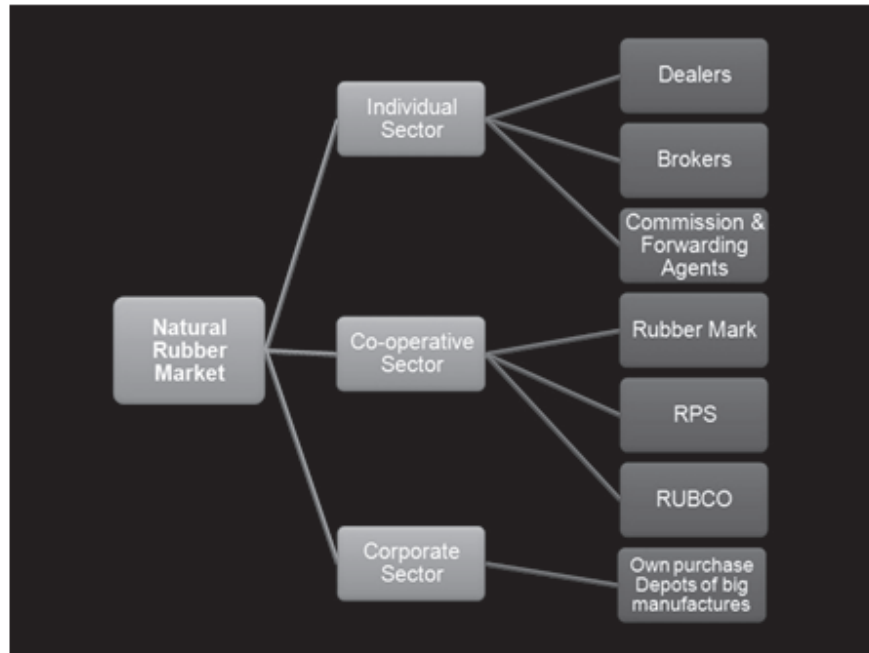 Natural
Rubber
Market
Individual
Sector
Dealers
Brokers
Commission &
Forwarding
Agents
Co-operative
Sector
Rubber Mark
RPS
RUBCO
Corporate
Sector
Own purchase
Depots of big
manufactures